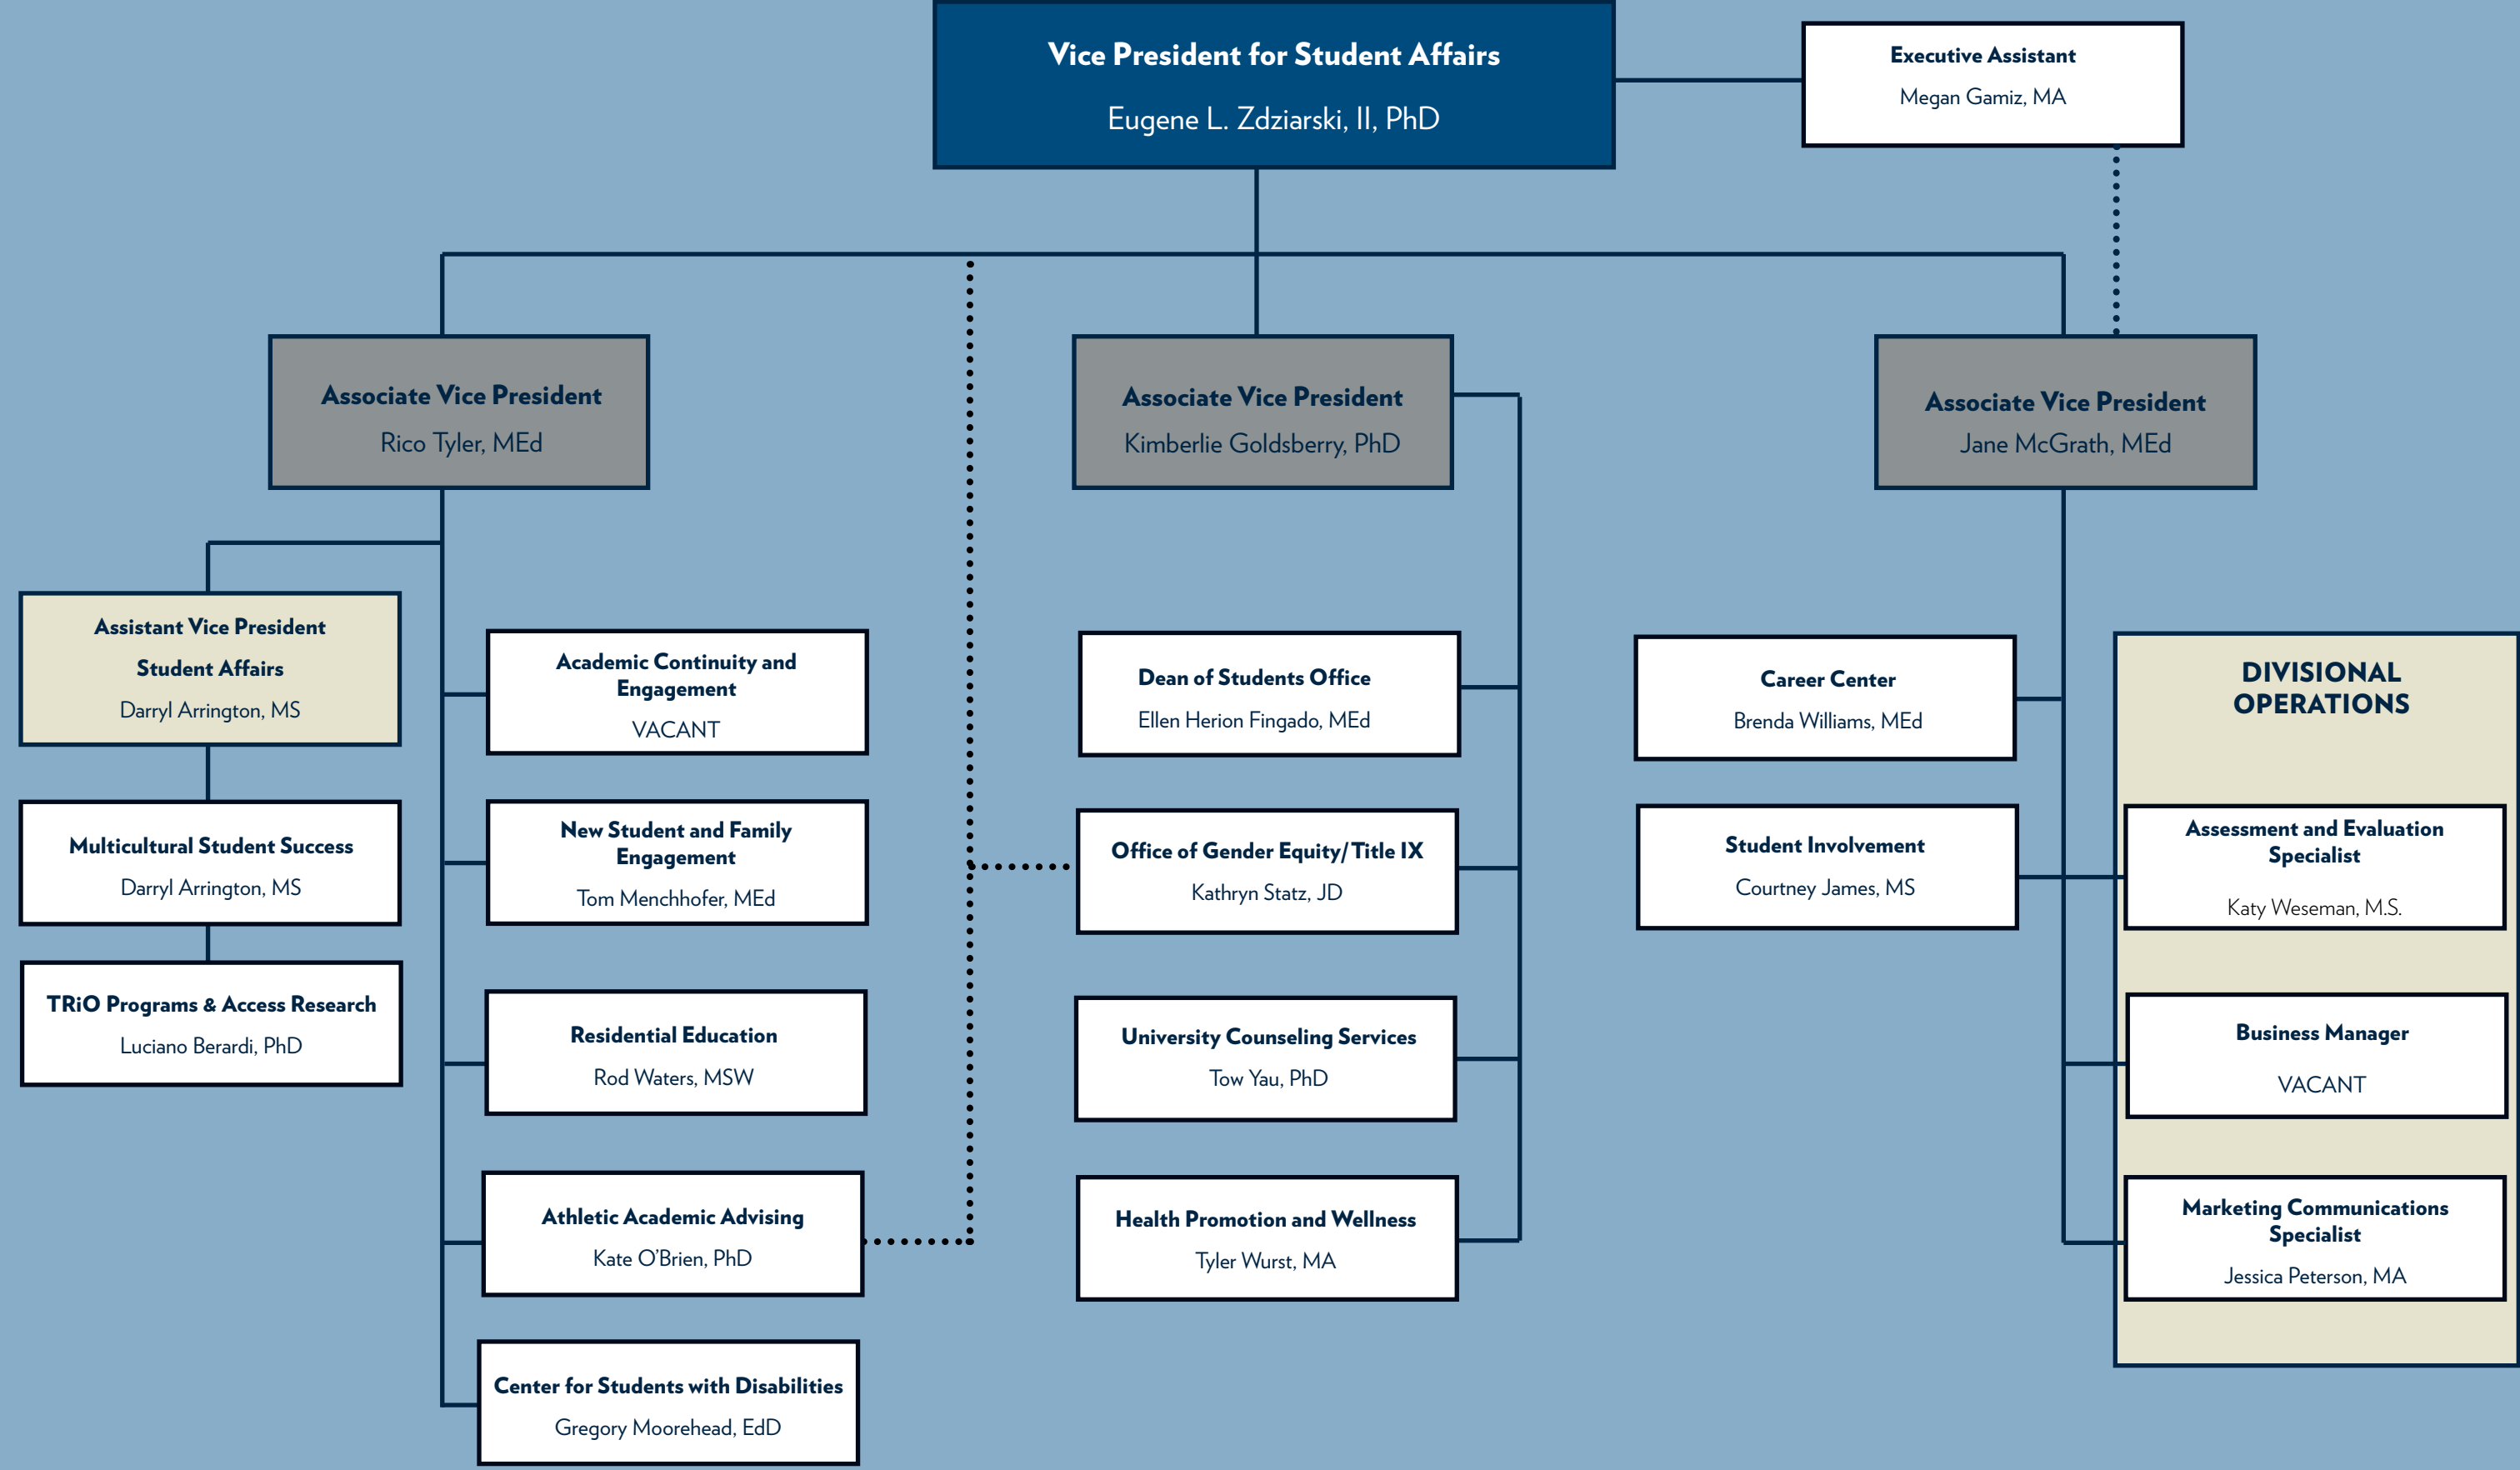 Vice President for Student Affairs
Eugene L. Zdziarski, II, PhD
Executive Assistant
Megan Gamiz, MA
Associate Vice President
Rico Tyler, MEd
Associate Vice President
Kimberlie Goldsberry, PhD
Associate Vice President
Jane McGrath, MEd
Assistant Vice President
Student Affairs
Darryl Arrington, MS
Multicultural Student Success
Darryl Arrington, MS
TRiO Programs & Access Research
Luciano Berardi, PhD
Academic Continuity and
Engagement
VACANT
New Student and Family
Engagement
Tom Menchhofer, MEd
Residential Education
Rod Waters, MSW
Athletic Academic Advising
Kate O'Brien, PhD
Center for Students with Disabilities
Gregory Moorehead, EdD
Dean of Students Office
Ellen Herion Fingado, MEd
Office of Gender Equity/Title IX
Kathryn Statz, JD
University Counseling Services
Tow Yau, PhD
Health Promotion and Wellness
Tyler Wurst, MA
Career Center
Brenda Williams, MEd
Student Involvement
Courtney James, MS
DIVISIONAL
OPERATIONS
Assessment and Evaluation
Specialist
Katy Weseman, M.S.
Business Manager
VACANT
Marketing Communications
Specialist
Jessica Peterson, MA